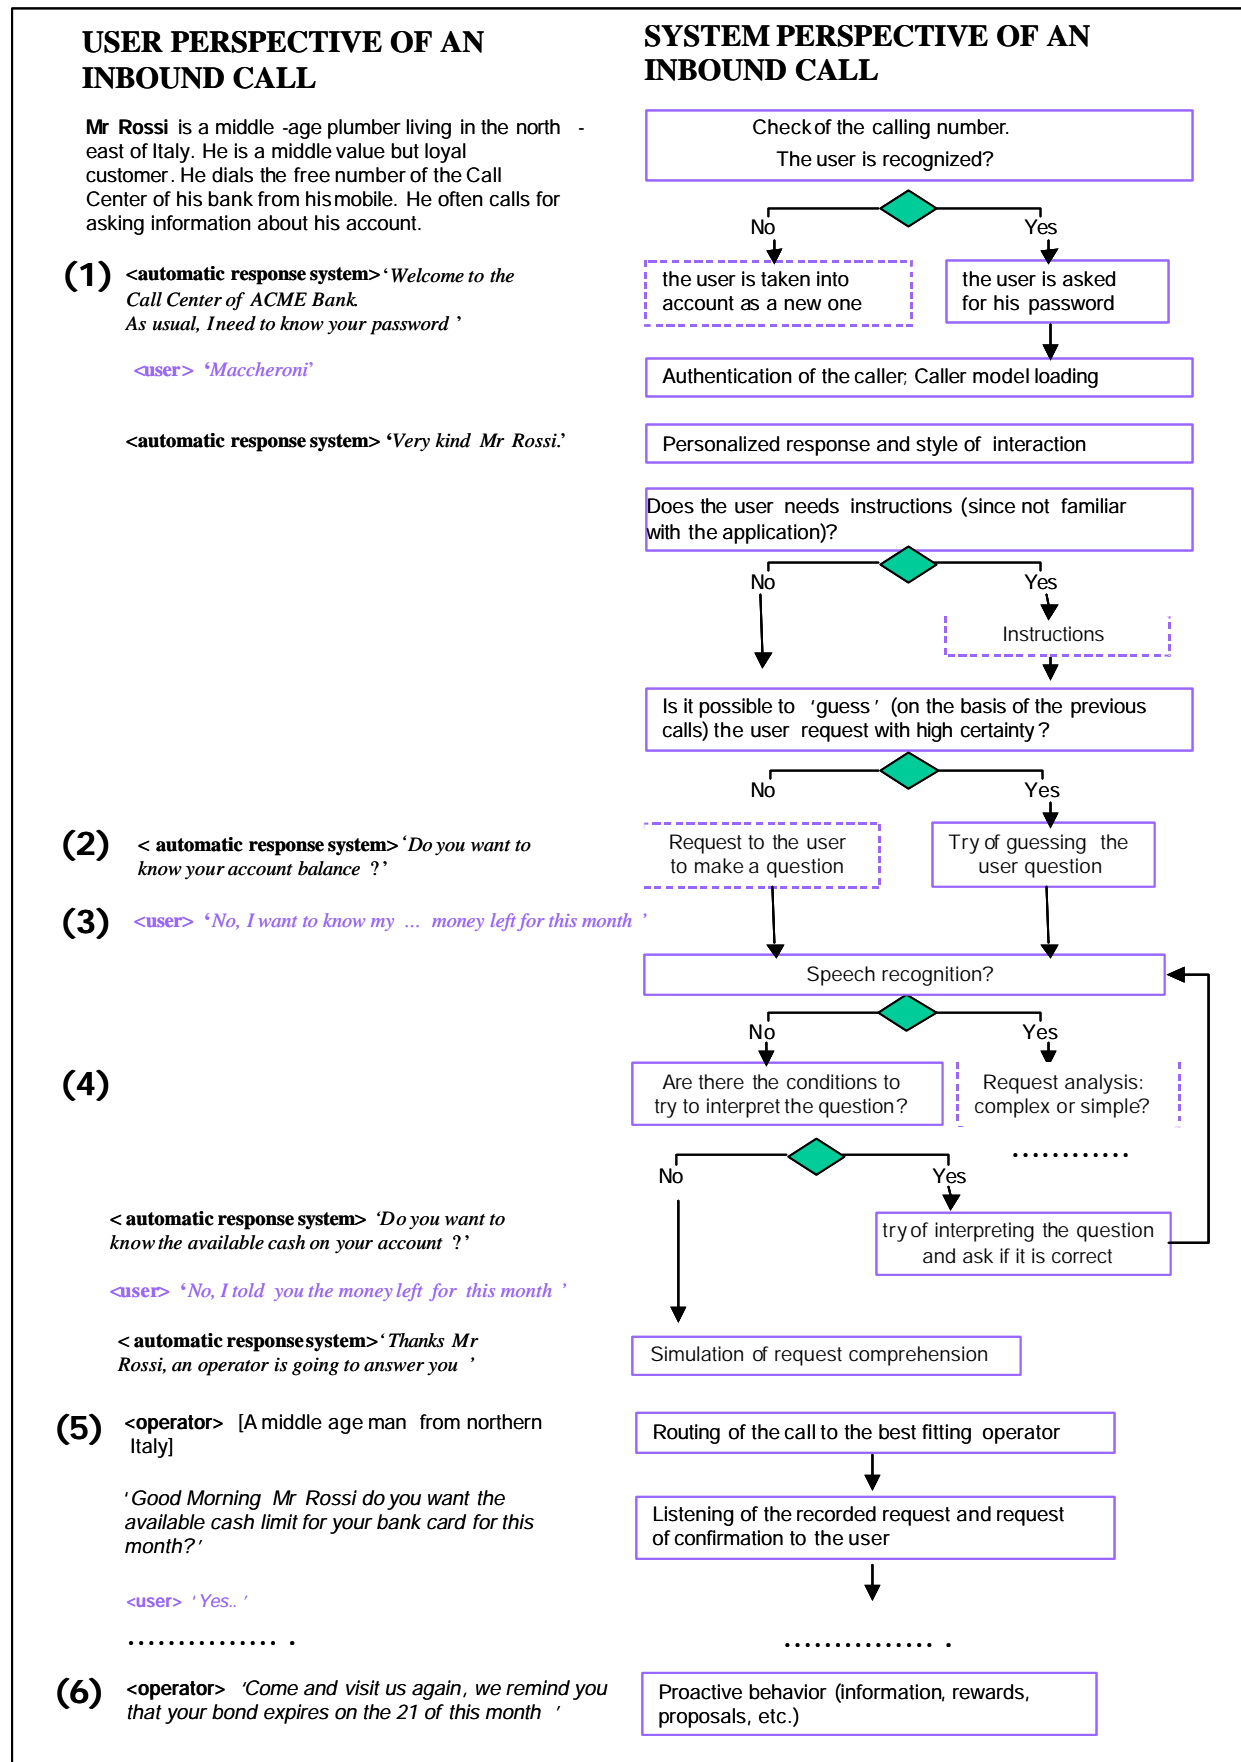 USER PERSPECTIVE OF AN
INBOUND CALL
Mr Rossi is a middle -age plumber living in the north -
east of Italy. He is a middle value but loyal
customer. He dials the free number of the Call
Center of his bank from his mobile. He often calls for
asking information about his account.
(1) <automatic response system> ‘Welcome to the
Call Center of ACME Bank.
As usual, I need to know your password ’
<user> ‘Maccheroni’
<automatic response system> ‘Very kind Mr Rossi.’
(2) < automatic response system> ‘Do you want to
know your account balance ?’
(3) <user> ‘No, I want to know my ... money left for this month ’
(4)
< automatic response system> ‘Do you want to
know the available cash on your account ?’
<user> ‘No, I told you the money left for this month ’
< automatic response system> ‘Thanks Mr
Rossi, an operator is going to answer you ’
(5) <operator> [A middle age man from northern
Italy]
‘Good Morning Mr Rossi do you want the
available cash limit for your bank card for this
month?’
<user> ‘Yes.. ’
............... .
(6) <operator> ‘Come and visit us again, we remind you
that your bond expires on the 21 of this month ’
SYSTEM PERSPECTIVE OF AN
INBOUND CALL
Check of the calling number.
The user is recognized?
No
Yes
the user is taken into
account as a new one
the user is asked
for his password
Authentication of the caller; Caller model loading
Personalized response and style of interaction
Does the user needs instructions (since not familiar
with the application)?
No
Yes
Instructions
Is it possible to ‘guess’ (on the basis of the previous
calls) the user request with high certainty?
No
Yes
Request to the user
to make a question
Try of guessing the
user question
Speech recognition?
No
Yes
Are there the conditions to
try to interpret the question?
Request analysis:
complex or simple?
............
No
Yes
try of interpreting the question
and ask if it is correct
Simulation of request comprehension
Routing of the call to the best fitting operator
Listening of the recorded request and request
of confirmation to the user
............... .
Proactive behavior (information, rewards,
proposals, etc.)